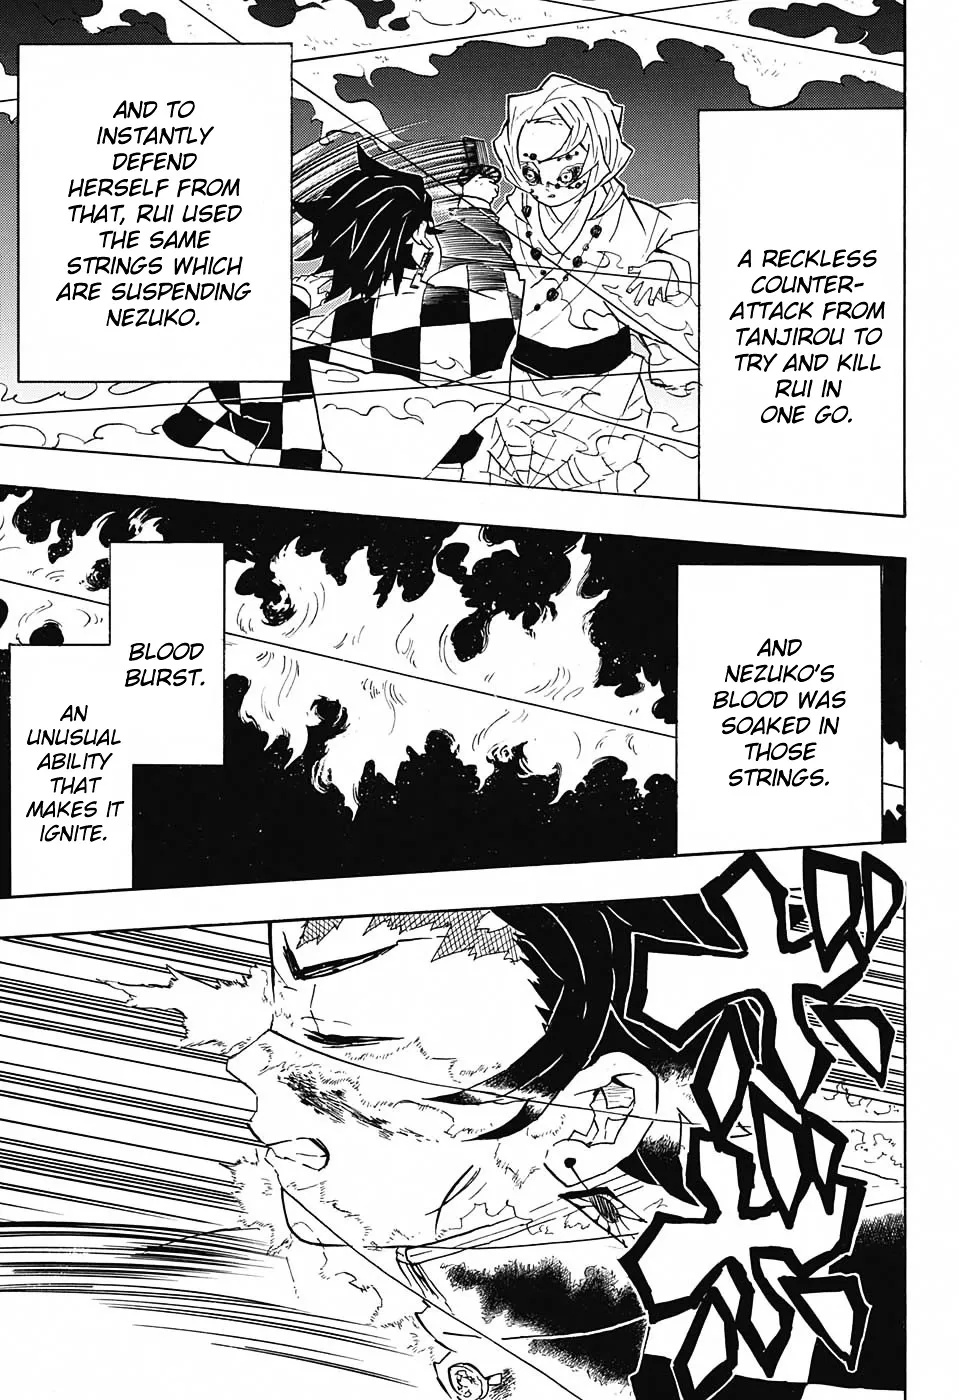 A RECKLESS
COUNTER-
ATTACK FROM
TANJIROU TO
TRY AND KILL
RUI IN
ONE GO.
AND TO
INSTANTLY
DEFEND
HERSELF FROM
THAT, RUI USED
THE SAME
STRINGS WHICH
ARE SUSPENDING
NEZUKO.
AND
NEZUKO'S
BLOOD WAS
SOAKED IN
THOSE
STRINGS.
BLOOD
BURST.
AN
UNUSUAL
ABILITY
THAT
MAKES IT
IGNITE.